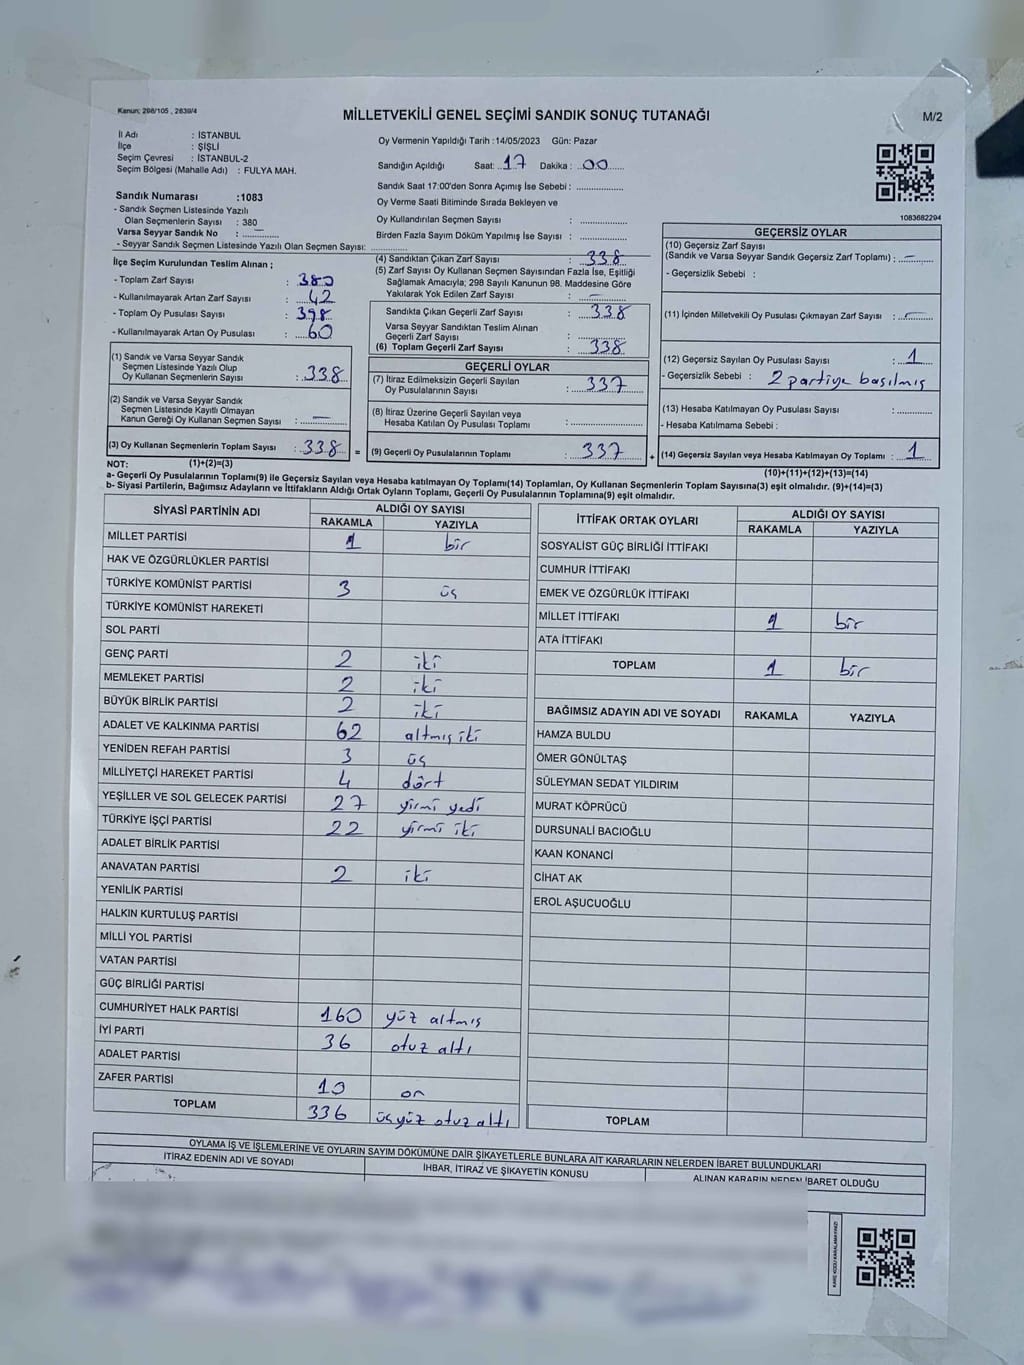 Kanun; 298/105 , 2839/4
MİLLETVEKİLİ GENEL SEÇİMİ SANDIK SONUÇ TUTANAĞI
M/2
İl Adı : İSTANBUL
İlçe : ŞİŞLİ
Seçim Çevresi : İSTANBUL-2
Seçim Bölgesi (Mahalle Adı) : FULYA MAH.
Oy Vermenin Yapıldığı Tarih :14/05/2023 Gün: Pazar
Sandığın Açıldığı Saat: 17 Dakika : 00
Sandık Saat 17:00'den Sonra Açımış İse Sebebi :
Oy Verme Saati Bitiminde Sırada Bekleyen ve
Oy Kullandırılan Seçmen Sayısı :
Birden Fazla Sayım Döküm Yapılmış İse Sayısı :
1083682294
Sandık Numarası :1083
- Sandık Seçmen Listesinde Yazılı
Olan Seçmenlerin Sayısı : 380
Varsa Seyyar Sandık No : —
- Seyyar Sandık Seçmen Listesinde Yazılı Olan Seçmen Sayısı:
İlçe Seçim Kurulundan Teslim Alınan ;
- Toplam Zarf Sayısı : 380
- Kullanılmayarak Artan Zarf Sayısı : 42
- Toplam Oy Pusulası Sayısı : 398
- Kullanılmayarak Artan Oy Pusulası : 60
(4) Sandıktan Çıkan Zarf Sayısı : 338
(5) Zarf Sayısı Oy Kullanan Seçmen Sayısından Fazla İse, Eşitliği
Sağlamak Amacıyla; 298 Sayılı Kanunun 98. Maddesine Göre
Yakılarak Yok Edilen Zarf Sayısı : —
Sandıkta Çıkan Geçerli Zarf Sayısı : 338
Varsa Seyyar Sandıktan Teslim Alınan
Geçerli Zarf Sayısı :
(6) Toplam Geçerli Zarf Sayısı : 338
GEÇERSİZ OYLAR
(10) Geçersiz Zarf Sayısı
(Sandık ve Varsa Seyyar Sandık Geçersiz Zarf Toplamı) : —
- Geçersizlik Sebebi :
(11) İçinden Milletvekili Oy Pusulası Çıkmayan Zarf Sayısı : —
(12) Geçersiz Sayılan Oy Pusulası Sayısı : 1
- Geçersizlik Sebebi : 2 partiye basılmış
(13) Hesaba Katılmayan Oy Pusulası Sayısı :
- Hesaba Katılmama Sebebi :
(14) Geçersiz Sayılan veya Hesaba Katılmayan Oy Toplamı : 1
(10)+(11)+(12)+(13)=(14)
(1) Sandık ve Varsa Seyyar Sandık
Seçmen Listesinde Yazılı Olup
Oy Kullanan Seçmenlerin Sayısı : 338
(2) Sandık ve Varsa Seyyar Sandık
Seçmen Listesinde Kayıtlı Olmayan
Kanun Gereği Oy Kullanan Seçmen Sayısı : —
(3) Oy Kullanan Seçmenlerin Toplam Sayısı : 338 =
GEÇERLİ OYLAR
(7) İtiraz Edilmeksizin Geçerli Sayılan
Oy Pusulalarının Sayısı : 337
(8) İtiraz Üzerine Geçerli Sayılan veya
Hesaba Katılan Oy Pusulası Toplamı :
(9) Geçerli Oy Pusulalarının Toplamı : 337 +
NOT: (1)+(2)=(3)
a- Geçerli Oy Pusulalarının Toplamı(9) ile Geçersiz Sayılan veya Hesaba katılmayan Oy Toplamı(14) Toplamları, Oy Kullanan Seçmenlerin Toplam Sayısına(3) eşit olmalıdır. (9)+(14)=(3)
b- Siyasi Partilerin, Bağımsız Adayların ve İttifakların Aldığı Ortak Oyların Toplamı, Geçerli Oy Pusulalarının Toplamına(9) eşit olmalıdır.
SİYASİ PARTİNİN ADI ALDIĞI OY SAYISI
RAKAMLA YAZIYLA
MİLLET PARTİSİ 1 bir
HAK VE ÖZGÜRLÜKLER PARTİSİ
TÜRKİYE KOMÜNİST PARTİSİ 3 üç
TÜRKİYE KOMÜNİST HAREKETİ
SOL PARTİ
GENÇ PARTİ 2 iki
MEMLEKET PARTİSİ 2 iki
BÜYÜK BİRLİK PARTİSİ 2 iki
ADALET VE KALKINMA PARTİSİ 62 altmış iki
YENİDEN REFAH PARTİSİ 3 üç
MİLLİYETÇİ HAREKET PARTİSİ 4 dört
YEŞİLLER VE SOL GELECEK PARTİSİ 27 yirmi yedi
TÜRKİYE İŞÇİ PARTİSİ 22 yirmi iki
ADALET BİRLİK PARTİSİ
ANAVATAN PARTİSİ 2 iki
YENİLİK PARTİSİ
HALKIN KURTULUŞ PARTİSİ
MİLLİ YOL PARTİSİ
VATAN PARTİSİ
GÜÇ BİRLİĞİ PARTİSİ
CUMHURİYET HALK PARTİSİ 160 yüz altmış
İYİ PARTİ 36 otuz altı
ADALET PARTİSİ
ZAFER PARTİSİ 10 on
TOPLAM 336 üçyüz otuz altı
İTTİFAK ORTAK OYLARI ALDIĞI OY SAYISI
RAKAMLA YAZIYLA
SOSYALİST GÜÇ BİRLİĞİ İTTİFAKI
CUMHUR İTTİFAKI
EMEK VE ÖZGÜRLÜK İTTİFAKI
MİLLET İTTİFAKI 1 bir
ATA İTTİFAKI
TOPLAM 1 bir
BAĞIMSIZ ADAYIN ADI VE SOYADI RAKAMLA YAZIYLA
HAMZA BULDU
ÖMER GÖNÜLTAŞ
SÜLEYMAN SEDAT YILDIRIM
MURAT KÖPRÜCÜ
DURSUNALİ BACIOĞLU
KAAN KONANCİ
CİHAT AK
EROL AŞUCUOĞLU
TOPLAM
OYLAMA İŞ VE İŞLEMLERİNE VE OYLARIN SAYIM DÖKÜMÜNE DAİR ŞİKAYETLERLE BUNLARA AİT KARARLARIN NELERDEN İBARET BULUNDUKLARI
İTİRAZ EDENİN ADI VE SOYADI
İHBAR, İTİRAZ VE ŞİKAYETİN KONUSU
ALINAN KARARIN NEDEN İBARET OLDUĞU
KARE KODU KARALAMAYINIZ!